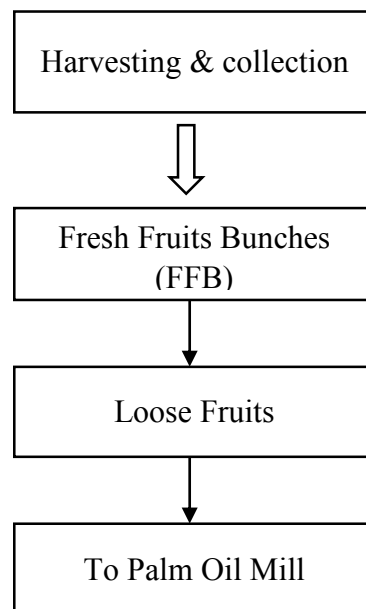 Harvesting & collection
Fresh Fruits Bunches
(FFB)
Loose Fruits
To Palm Oil Mill